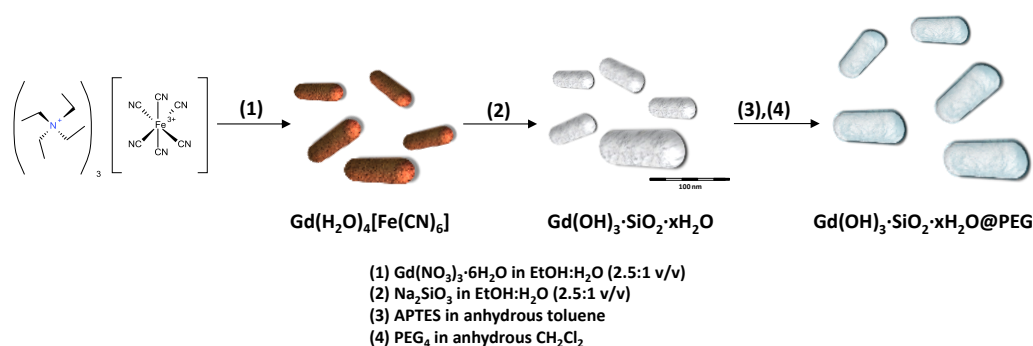 CN
NC CN
Fe 3+
NC CN
CN
N+
3
(1)
(2)
(3),(4)
100 nm
Gd(H₂O)₄[Fe(CN)₆]
Gd(OH)₃·SiO₂·xH₂O
Gd(OH)₃·SiO₂·xH₂O@PEG
(1) Gd(NO₃)₃·6H₂O in EtOH:H₂O (2.5:1 v/v)
(2) Na₂SiO₃ in EtOH:H₂O (2.5:1 v/v)
(3) APTES in anhydrous toluene
(4) PEG₄ in anhydrous CH₂Cl₂